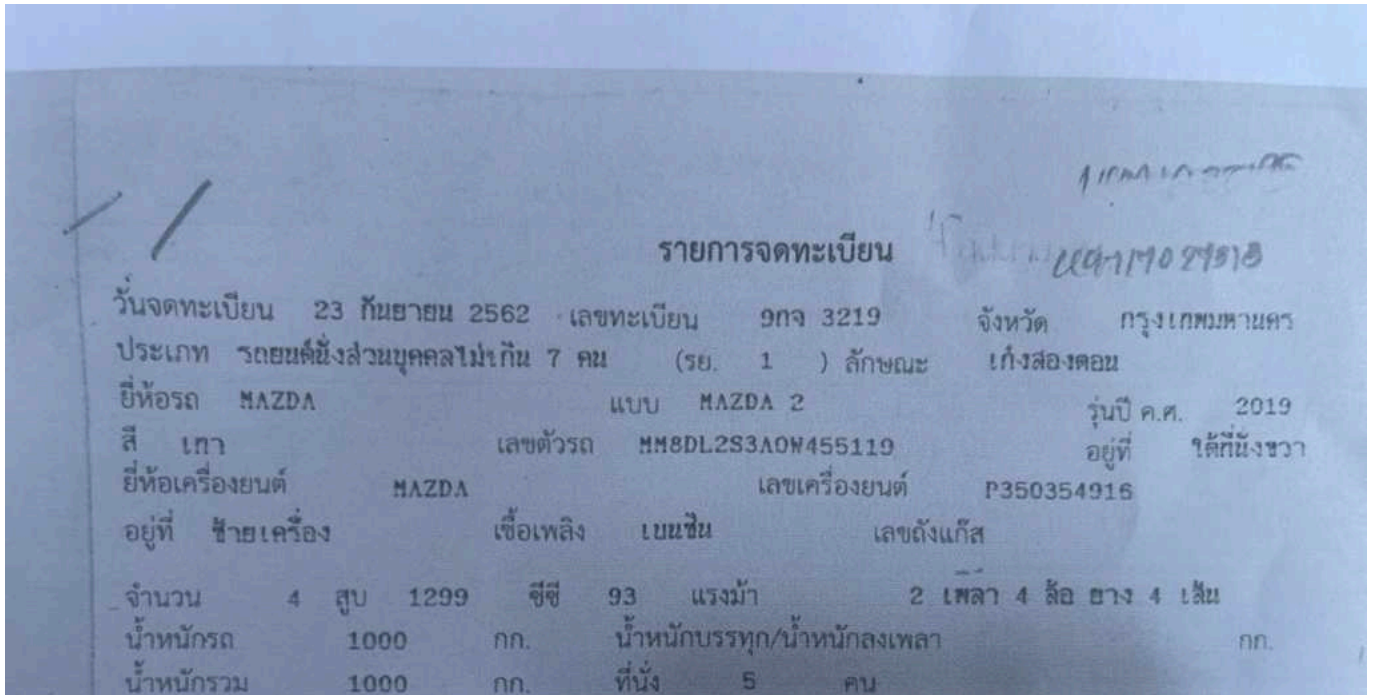 รายการจดทะเบียน
วันจดทะเบียน 23 กันยายน 2562 เลขทะเบียน 9กจ 3219 จังหวัด กรุงเทพมหานคร
ประเภท รถยนต์นั่งส่วนบุคคลไม่เกิน 7 คน (รย. 1 ) ลักษณะ เก๋งสองตอน
ยี่ห้อรถ MAZDA แบบ MAZDA 2 รุ่นปี ค.ศ. 2019
สี เทา เลขตัวรถ MM8DL2S3A0W455119 อยู่ที่ ใต้ที่นั่งขวา
ยี่ห้อเครื่องยนต์ MAZDA เลขเครื่องยนต์ P350354916
อยู่ที่ ซ้ายเครื่อง เชื้อเพลิง เบนซิน เลขถังแก๊ส
จำนวน 4 สูบ 1299 ซีซี 93 แรงม้า 2 เพลา 4 ล้อ ยาง 4 เส้น
น้ำหนักรถ 1000 กก. น้ำหนักบรรทุก/น้ำหนักลงเพลา กก.
น้ำหนักรวม 1000 กก. ที่นั่ง 5 คน